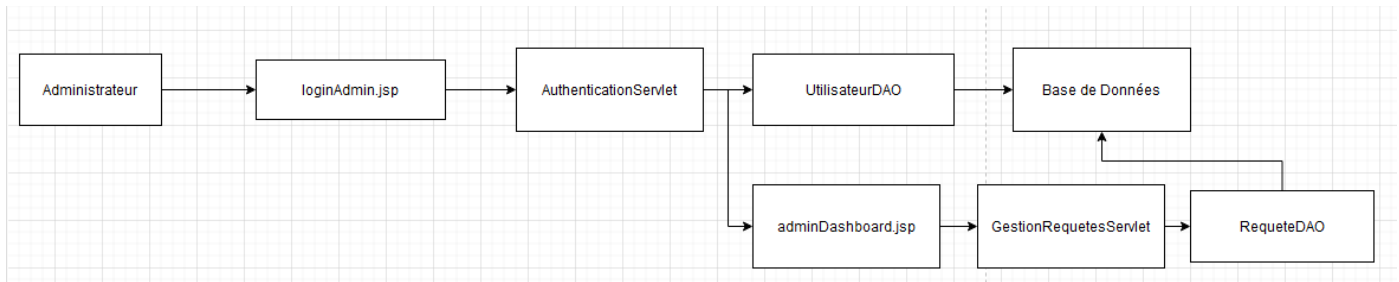 Administrateur
loginAdmin.jsp
AuthenticationServlet
UtilisateurDAO
Base de Données
adminDashboard.jsp
GestionRequetesServlet
RequeteDAO